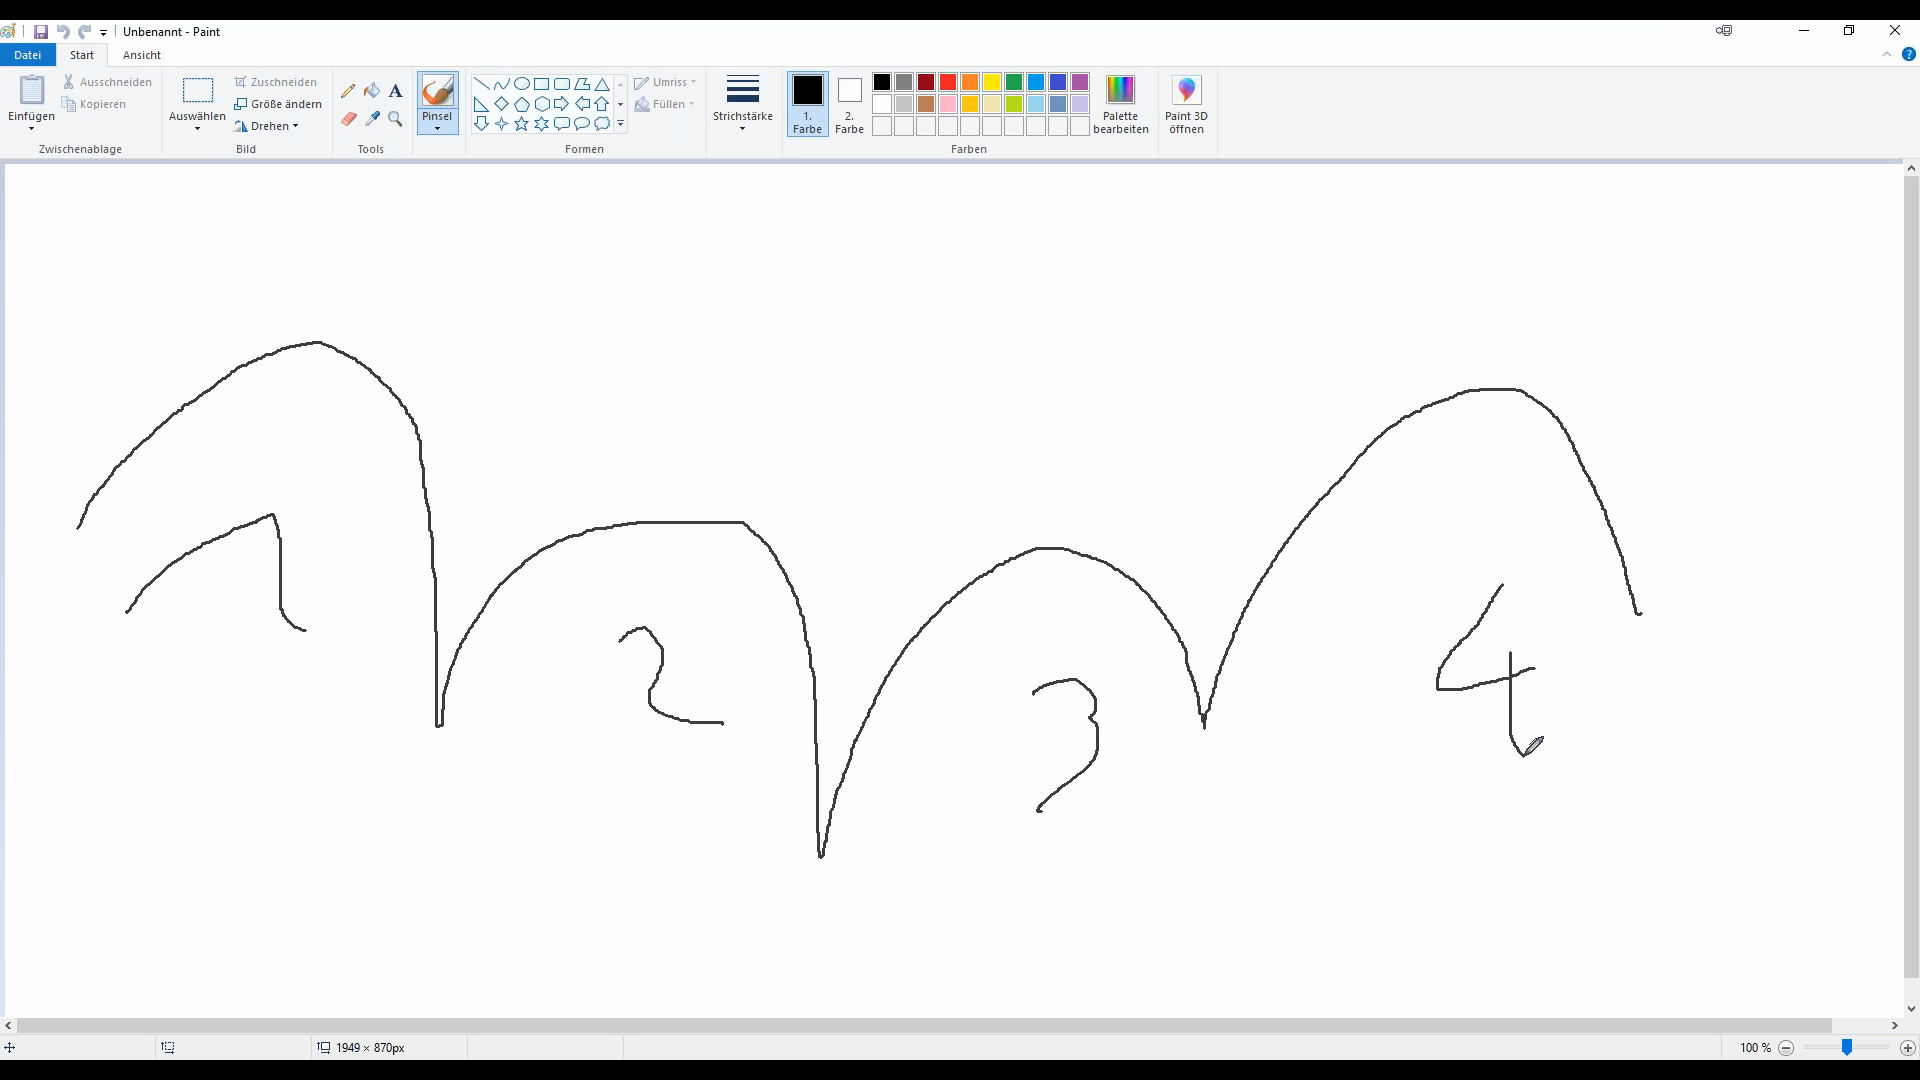 Unbenannt - Paint
Datei Start Ansicht
Einfügen Ausschneiden Kopieren Zwischenablage
Auswählen Zuschneiden Größe ändern Drehen Bild
A Tools
Pinsel
Umriss Füllen Formen
Strichstärke
1. Farbe 2. Farbe Palette bearbeiten Farben
Paint 3D öffnen
1 2 3 4
1949 × 870px 100 %